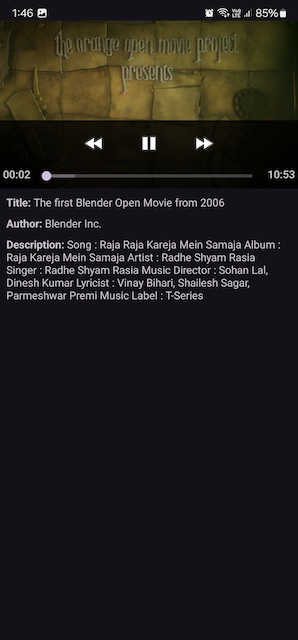 1:46
Vo))
LTE
85%
the orange open movie project
presents
00:02
10:53
Title: The first Blender Open Movie from 2006
Author: Blender Inc.
Description: Song : Raja Raja Kareja Mein Samaja Album :
Raja Kareja Mein Samaja Artist : Radhe Shyam Rasia
Singer : Radhe Shyam Rasia Music Director : Sohan Lal,
Dinesh Kumar Lyricist : Vinay Bihari, Shailesh Sagar,
Parmeshwar Premi Music Label : T-Series